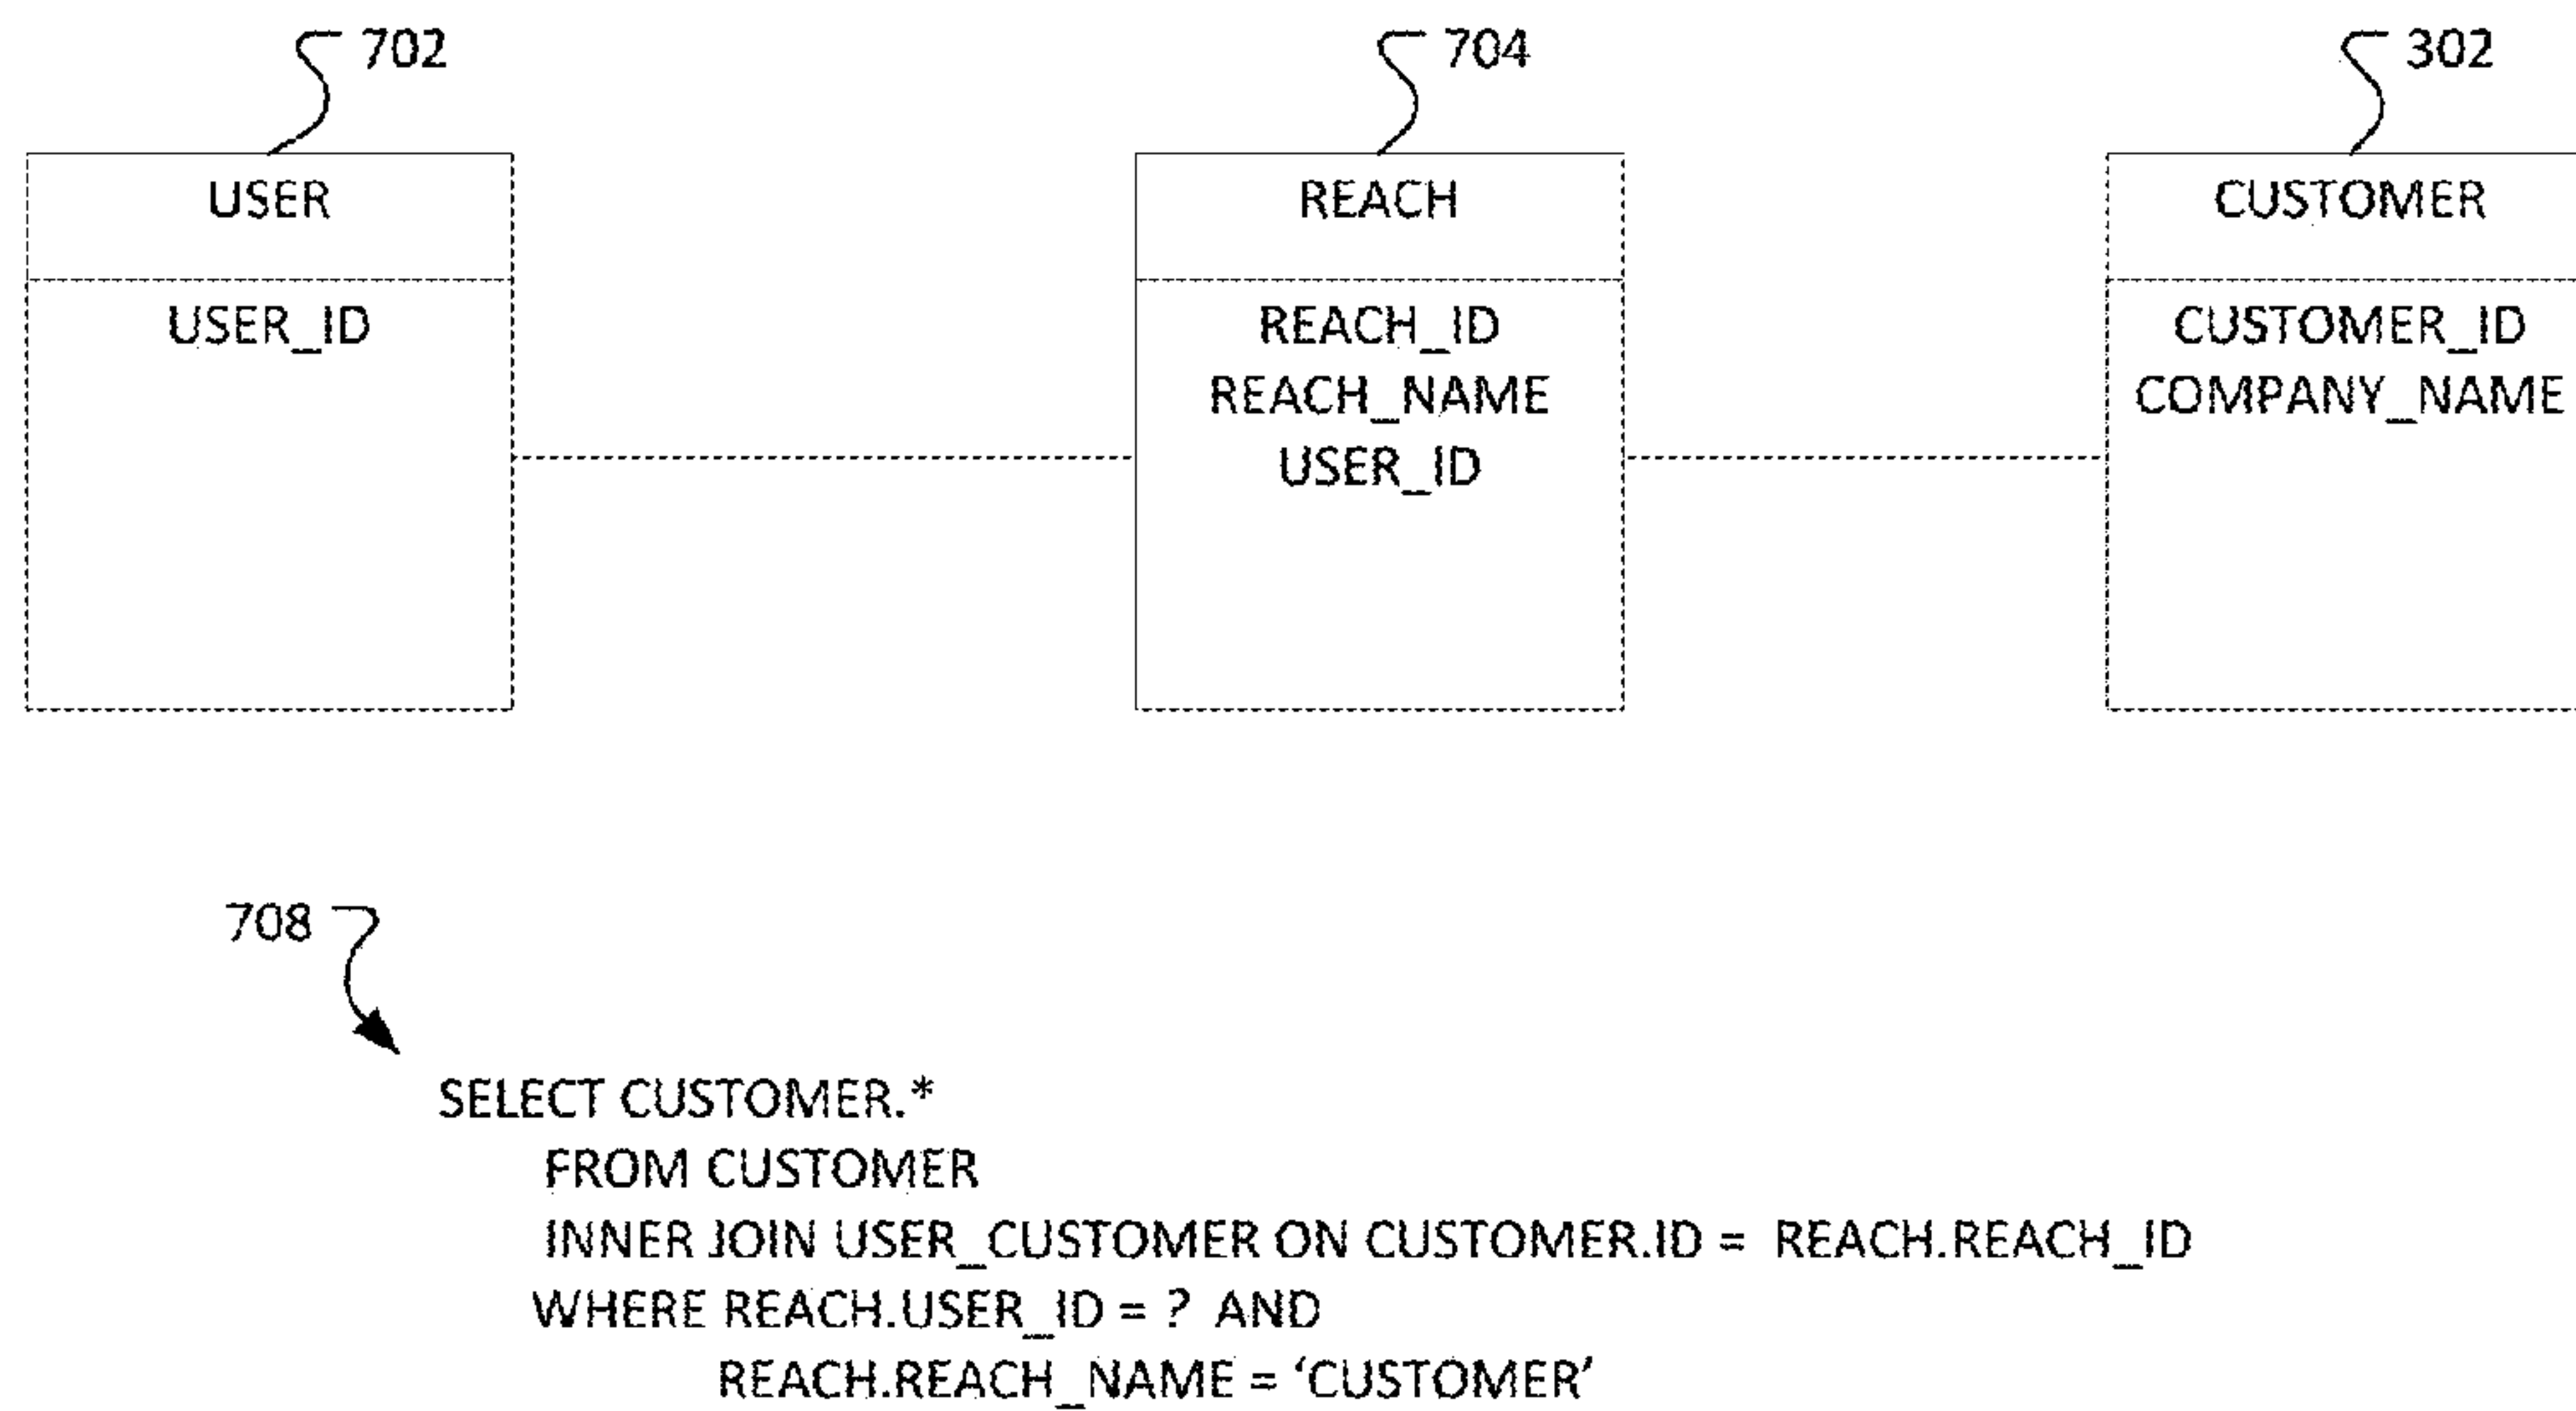 702
704
302
USER
REACH
CUSTOMER
USER_ID
REACH_ID
REACH_NAME
USER_ID
CUSTOMER_ID
COMPANY_NAME
708
SELECT CUSTOMER.*
FROM CUSTOMER
INNER JOIN USER_CUSTOMER ON CUSTOMER.ID = REACH.REACH_ID
WHERE REACH.USER_ID = ? AND
REACH.REACH_NAME = ‘CUSTOMER’